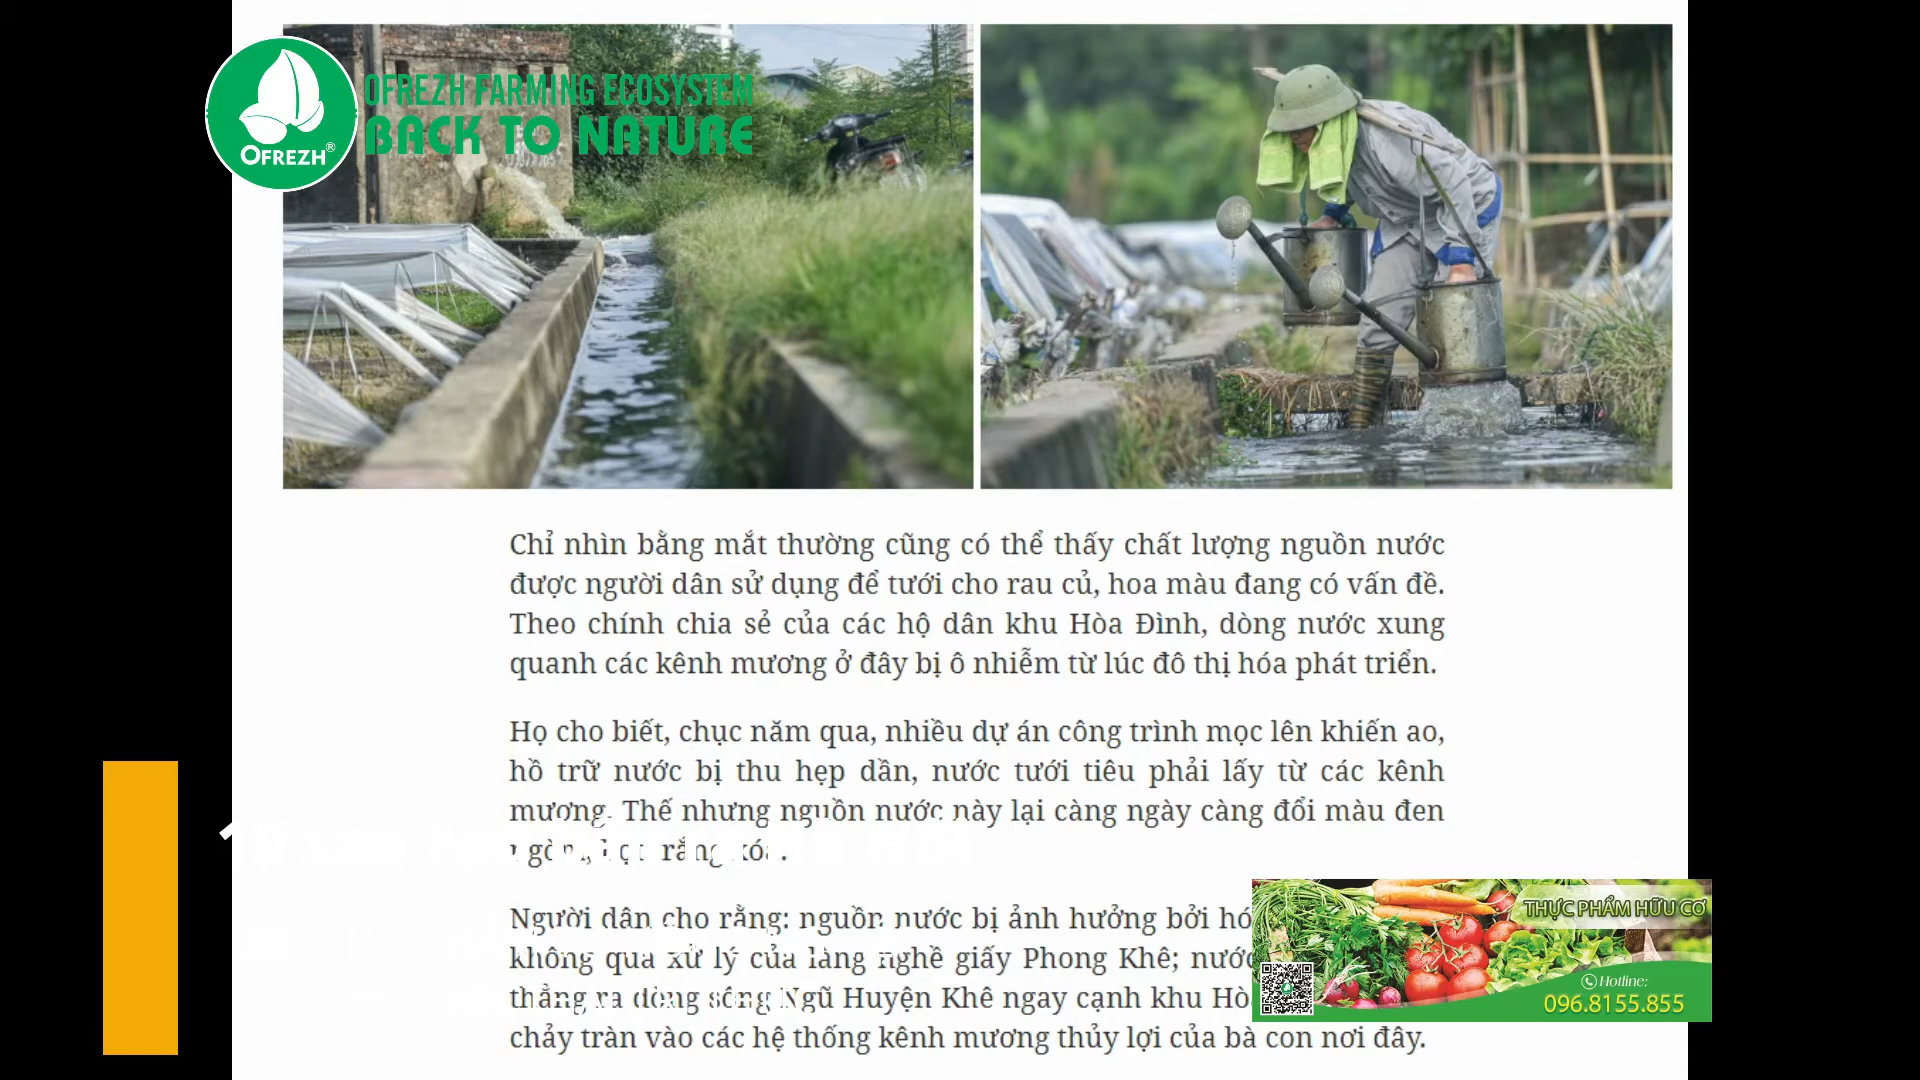 OFREZH FARMING ECOSYSTEM
BACK TO NATURE
OFREZH®
Chỉ nhìn bằng mắt thường cũng có thể thấy chất lượng nguồn nước
được người dân sử dụng để tưới cho rau củ, hoa màu đang có vấn đề.
Theo chính chia sẻ của các hộ dân khu Hòa Đình, dòng nước xung
quanh các kênh mương ở đây bị ô nhiễm từ lúc đô thị hóa phát triển.
Họ cho biết, chục năm qua, nhiều dự án công trình mọc lên khiến ao,
hồ trữ nước bị thu hẹp dần, nước tưới tiêu phải lấy từ các kênh
mương. Thế nhưng nguồn nước này lại càng ngày càng đổi màu đen
Người dân cho rằng: nguồn nước bị ảnh hưởng bởi
không qua xử lý của làng nghề giấy Phong Khê;
thẳng ra dòng sông Ngũ Huyện Khê ngay cạnh khu
chảy tràn vào các hệ thống kênh mương thủy lợi của bà con nơi đây.
THỰC PHẨM HỮU CƠ
Hotline:
096.8155.855